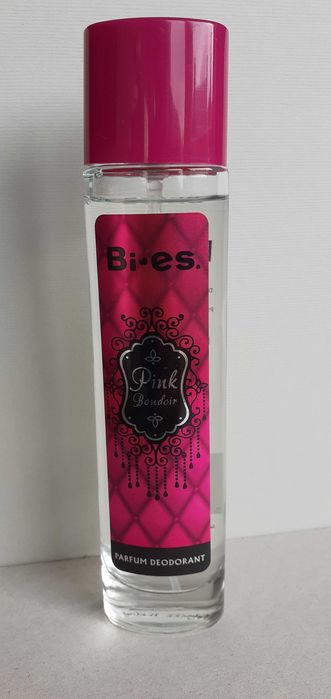 Bi·es.
Pink
Boudoir
PARFUM DEODORANT